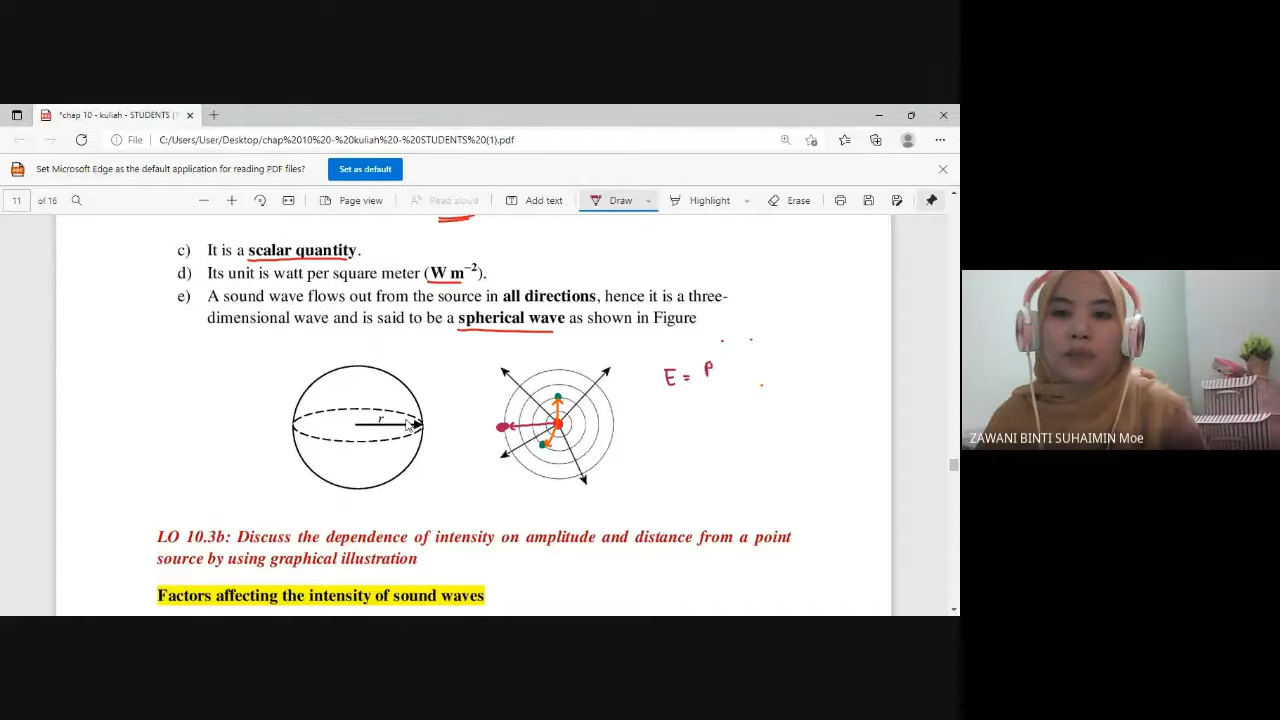 *chap 10 - kuliah - STUDENTS (1
File
C:/Users/User/Desktop/chap%2010%20-%20kuliah%20-%20STUDENTS%20(1).pdf
Set Microsoft Edge as the default application for reading PDF files?
Set as default
11 of 16
Page view
Read aloud
Add text
Draw
Highlight
Erase
c) It is a scalar quantity.
d) Its unit is watt per square meter (W m⁻²).
e) A sound wave flows out from the source in all directions, hence it is a three-
dimensional wave and is said to be a spherical wave as shown in Figure
r
E = P
LO 10.3b: Discuss the dependence of intensity on amplitude and distance from a point
source by using graphical illustration
Factors affecting the intensity of sound waves
ZAWANI BINTI SUHAIMIN Moe